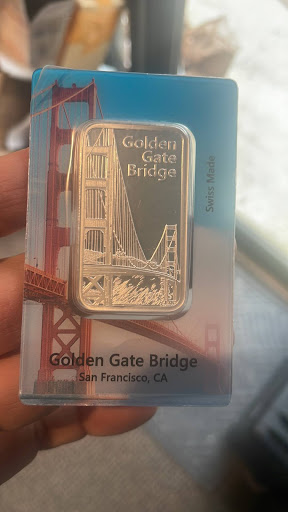 Golden
Gate
Bridge
Swiss Made
Golden Gate Bridge
San Francisco, CA